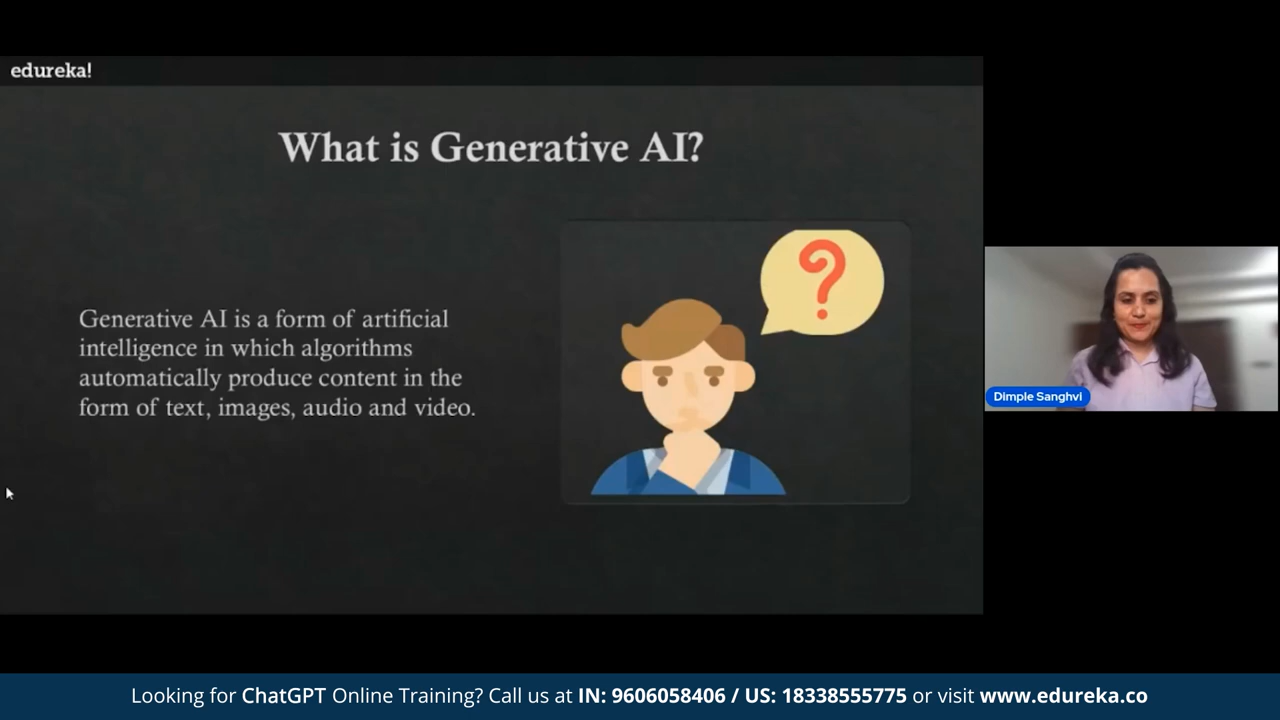 edureka!
What is Generative AI?
?
Generative AI is a form of artificial
intelligence in which algorithms
automatically produce content in the
form of text, images, audio and video.
Dimple Sanghvi
Looking for ChatGPT Online Training? Call us at IN: 9606058406 / US: 18338555775 or visit www.edureka.co